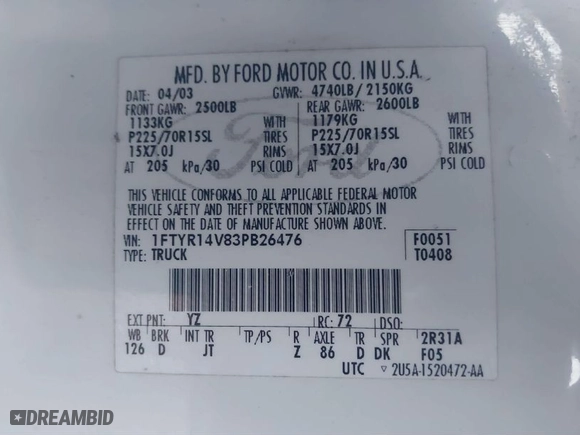 MFD. BY FORD MOTOR CO. IN U.S.A.
DATE: 04/03 GVWR: 4740LB/ 2150KG
FRONT GAWR: 2500LB REAR GAWR: 2600LB
1133KG WITH 1179KG WITH
P225/70R15SL TIRES P225/70R15SL TIRES
15X7.0J RIMS 15X7.0J RIMS
AT 205 kPa/30 PSI COLD AT 205 kPa/30 PSI COLD
Ford
THIS VEHICLE CONFORMS TO ALL APPLICABLE FEDERAL MOTOR
VEHICLE SAFETY AND THEFT PREVENTION STANDARDS IN
EFFECT ON THE DATE OF MANUFACTURE SHOWN ABOVE.
VIN: 1FTYR14V83PB26476 F0051
TYPE: TRUCK T0408
EXT PNT: YZ RC: 72
WB BRK INT TR TP/PS R AXLE TR SPR 2R31A
126 D JT Z 86 D DK F05
UTC ▽ 2U5A-1520472-AA
DREAMBID